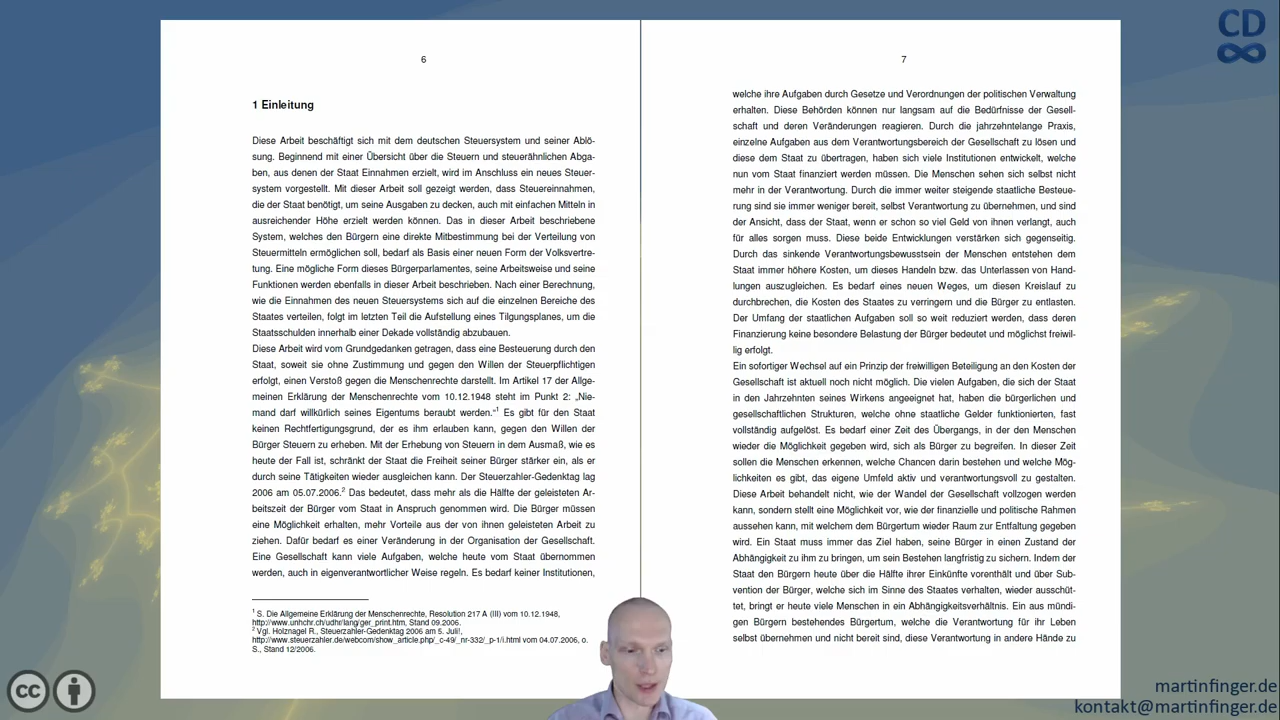 CD
6
1 Einleitung
Diese Arbeit beschäftigt sich mit dem deutschen Steuersystem und seiner Ablö-
sung. Beginnend mit einer Übersicht über die Steuern und steuerähnlichen Abga-
ben, aus denen der Staat Einnahmen erzielt, wird im Anschluss ein neues Steuer-
system vorgestellt. Mit dieser Arbeit soll gezeigt werden, dass Steuereinnahmen,
die der Staat benötigt, um seine Ausgaben zu decken, auch mit einfachen Mitteln in
ausreichender Höhe erzielt werden können. Das in dieser Arbeit beschriebene
System, welches den Bürgern eine direkte Mitbestimmung bei der Verteilung von
Steuermitteln ermöglichen soll, bedarf als Basis einer neuen Form der Volksvertre-
tung. Eine mögliche Form dieses Bürgerparlamentes, seine Arbeitsweise und seine
Funktionen werden ebenfalls in dieser Arbeit beschrieben. Nach einer Berechnung,
wie die Einnahmen des neuen Steuersystems sich auf die einzelnen Bereiche des
Staates verteilen, folgt im letzten Teil die Aufstellung eines Tilgungsplanes, um die
Staatsschulden innerhalb einer Dekade vollständig abzubauen.
Diese Arbeit wird vom Grundgedanken getragen, dass eine Besteuerung durch den
Staat, soweit sie ohne Zustimmung und gegen den Willen der Steuerpflichtigen
erfolgt, einen Verstoß gegen die Menschenrechte darstellt. Im Artikel 17 der Allge-
meinen Erklärung der Menschenrechte vom 10.12.1948 steht im Punkt 2: „Nie-
mand darf willkürlich seines Eigentums beraubt werden.“1 Es gibt für den Staat
keinen Rechtfertigungsgrund, der es ihm erlauben kann, gegen den Willen der
Bürger Steuern zu erheben. Mit der Erhebung von Steuern in dem Ausmaß, wie es
heute der Fall ist, schränkt der Staat die Freiheit seiner Bürger stärker ein, als er
durch seine Tätigkeiten wieder ausgleichen kann. Der Steuerzahler-Gedenktag lag
2006 am 05.07.2006.2 Das bedeutet, dass mehr als die Hälfte der geleisteten Ar-
beitszeit der Bürger vom Staat in Anspruch genommen wird. Die Bürger müssen
eine Möglichkeit erhalten, mehr Vorteile aus der von ihnen geleisteten Arbeit zu
ziehen. Dafür bedarf es einer Veränderung in der Organisation der Gesellschaft.
Eine Gesellschaft kann viele Aufgaben, welche heute vom Staat übernommen
werden, auch in eigenverantwortlicher Weise regeln. Es bedarf keiner Institutionen,
1 S. Die Allgemeine Erklärung der Menschenrechte, Resolution 217 A (III) vom 10.12.1948,
http://www.unhchr.ch/udhr/lang/ger_print.htm, Stand 09.2006.
2 Vgl. Holznagel R., Steuerzahler-Gedenktag 2006 am 5. Juli!,
http://www.steuerzahler.de/webcom/show_article.php/_c-49/_nr-332/_p-1/i.html vom 04.07.2006, o.
S., Stand 12/2006.
7
welche ihre Aufgaben durch Gesetze und Verordnungen der politischen Verwaltung
erhalten. Diese Behörden können nur langsam auf die Bedürfnisse der Gesell-
schaft und deren Veränderungen reagieren. Durch die jahrzehntelange Praxis,
einzelne Aufgaben aus dem Verantwortungsbereich der Gesellschaft zu lösen und
diese dem Staat zu übertragen, haben sich viele Institutionen entwickelt, welche
nun vom Staat finanziert werden müssen. Die Menschen sehen sich selbst nicht
mehr in der Verantwortung. Durch die immer weiter steigende staatliche Besteue-
rung sind sie immer weniger bereit, selbst Verantwortung zu übernehmen, und sind
der Ansicht, dass der Staat, wenn er schon so viel Geld von ihnen verlangt, auch
für alles sorgen muss. Diese beide Entwicklungen verstärken sich gegenseitig.
Durch das sinkende Verantwortungsbewusstsein der Menschen entstehen dem
Staat immer höhere Kosten, um dieses Handeln bzw. das Unterlassen von Hand-
lungen auszugleichen. Es bedarf eines neuen Weges, um diesen Kreislauf zu
durchbrechen, die Kosten des Staates zu verringern und die Bürger zu entlasten.
Der Umfang der staatlichen Aufgaben soll so weit reduziert werden, dass deren
Finanzierung keine besondere Belastung der Bürger bedeutet und möglichst freiwil-
lig erfolgt.
Ein sofortiger Wechsel auf ein Prinzip der freiwilligen Beteiligung an den Kosten der
Gesellschaft ist aktuell noch nicht möglich. Die vielen Aufgaben, die sich der Staat
in den Jahrzehnten seines Wirkens angeeignet hat, haben die bürgerlichen und
gesellschaftlichen Strukturen, welche ohne staatliche Gelder funktionierten, fast
vollständig aufgelöst. Es bedarf einer Zeit des Übergangs, in der den Menschen
wieder die Möglichkeit gegeben wird, sich als Bürger zu begreifen. In dieser Zeit
sollen die Menschen erkennen, welche Chancen darin bestehen und welche Mög-
lichkeiten es gibt, das eigene Umfeld aktiv und verantwortungsvoll zu gestalten.
Diese Arbeit behandelt nicht, wie der Wandel der Gesellschaft vollzogen werden
kann, sondern stellt eine Möglichkeit vor, wie der finanzielle und politische Rahmen
aussehen kann, mit welchem dem Bürgertum wieder Raum zur Entfaltung gegeben
wird. Ein Staat muss immer das Ziel haben, seine Bürger in einen Zustand der
Abhängigkeit zu ihm zu bringen, um sein Bestehen langfristig zu sichern. Indem der
Staat den Bürgern heute über die Hälfte ihrer Einkünfte vorenthält und über Sub-
vention der Bürger, welche sich im Sinne des Staates verhalten, wieder ausschüt-
tet, bringt er heute viele Menschen in ein Abhängigkeitsverhältnis. Ein aus mündi-
gen Bürgern bestehendes Bürgertum, welche die Verantwortung für ihr Leben
selbst übernehmen und nicht bereit sind, diese Verantwortung in andere Hände zu
cc
martinfinger.de
kontakt@martinfinger.de